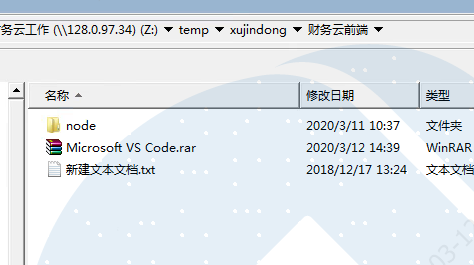 务云工作 (\\128.0.97.34) (Z:) ▼ temp ▼ xujindong ▼ 财务云前端 ▼
名称 修改日期 类型
node 2020/3/11 10:37 文件夹
Microsoft VS Code.rar 2020/3/12 14:39 WinRAR
新建文本文档.txt 2018/12/17 13:24 文本文档
03-12